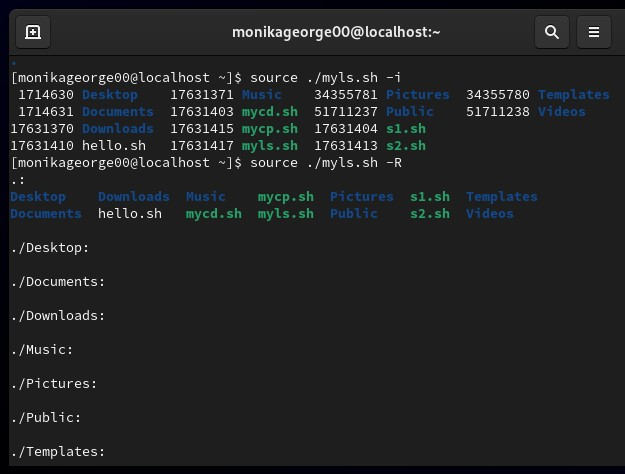 monikageorge00@localhost:~
[monikageorge00@localhost ~]$ source ./myls.sh -i
1714630 Desktop 17631371 Music 34355781 Pictures 34355780 Templates
1714631 Documents 17631403 mycd.sh 51711237 Public 51711238 Videos
17631370 Downloads 17631415 mycp.sh 17631404 s1.sh
17631410 hello.sh 17631417 myls.sh 17631413 s2.sh
[monikageorge00@localhost ~]$ source ./myls.sh -R
.:
Desktop Downloads Music mycp.sh Pictures s1.sh Templates
Documents hello.sh mycd.sh myls.sh Public s2.sh Videos
./Desktop:
./Documents:
./Downloads:
./Music:
./Pictures:
./Public:
./Templates: